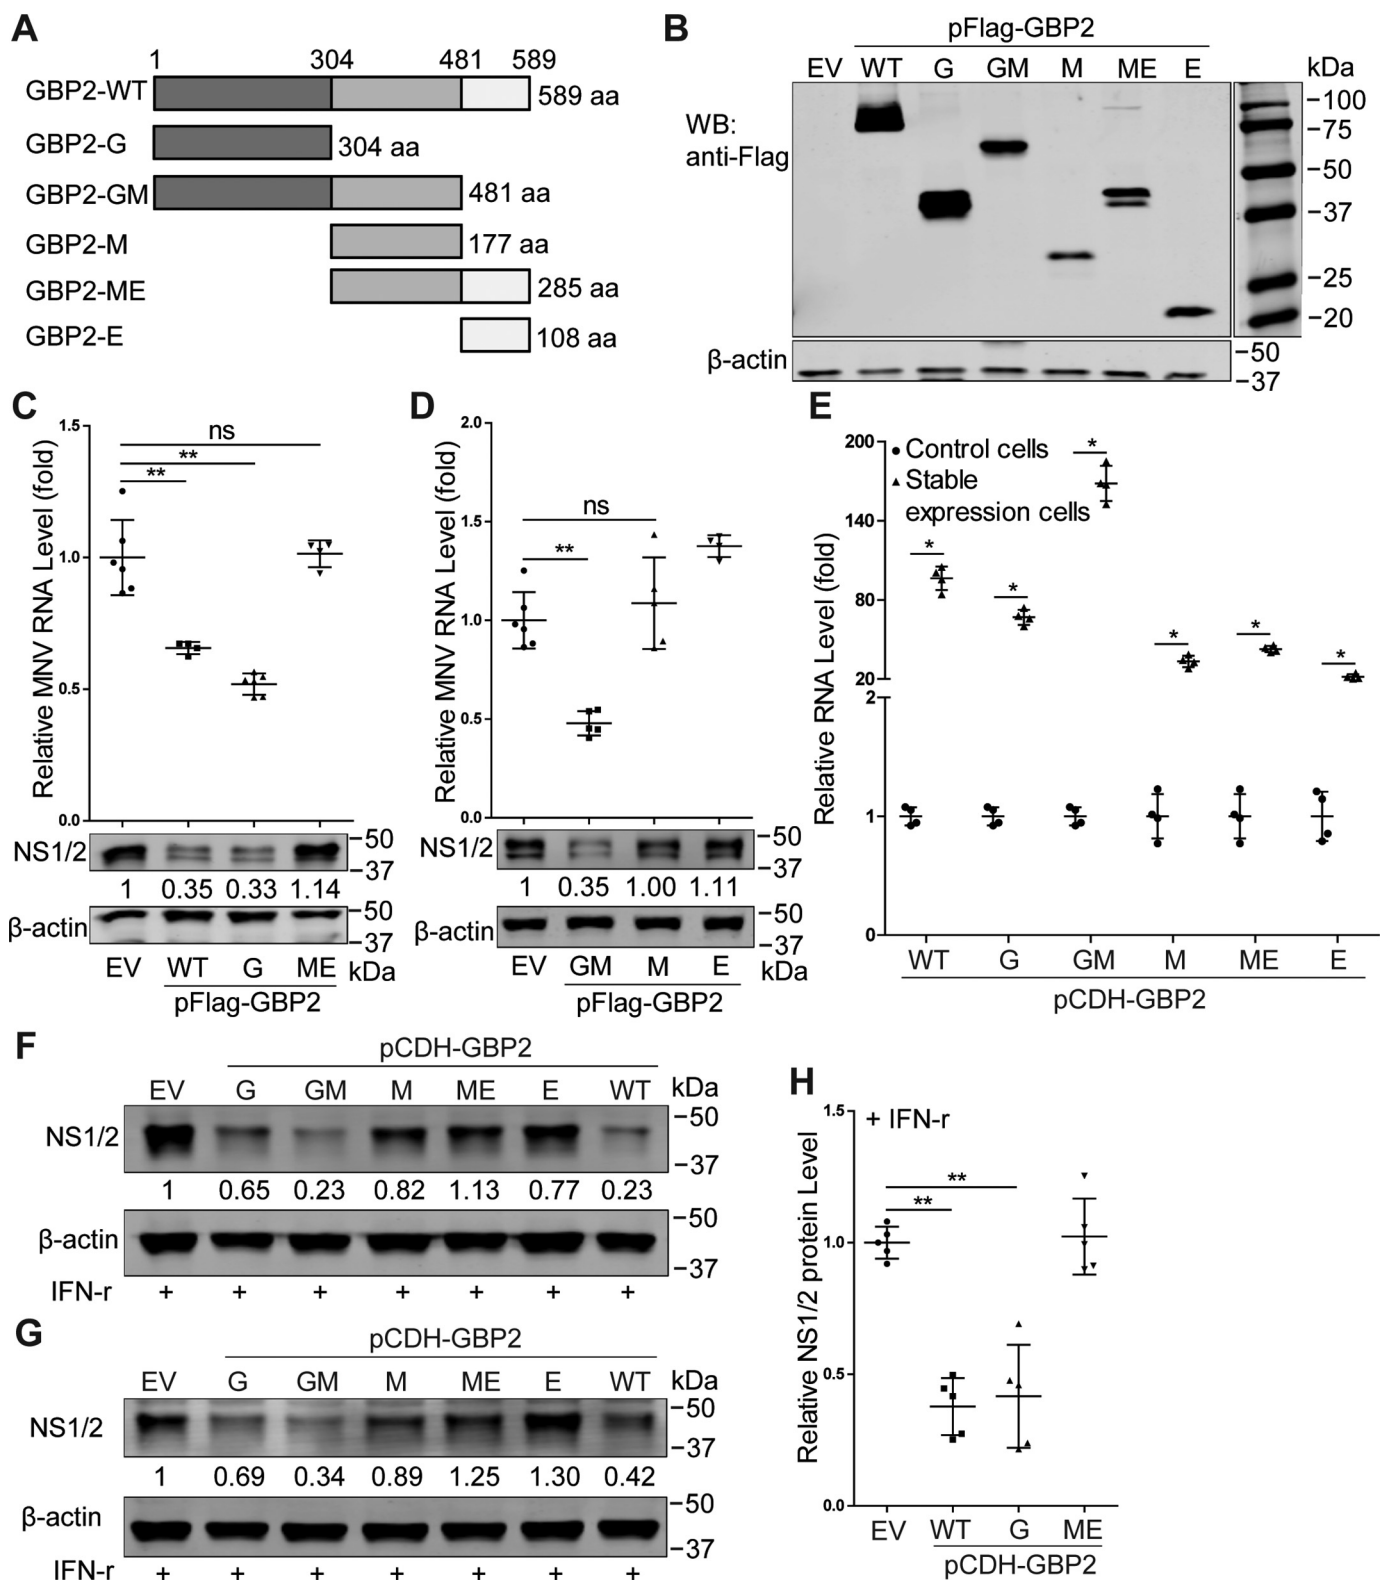 A
1 304 481 589
GBP2-WT 589 aa
GBP2-G 304 aa
GBP2-GM 481 aa
GBP2-M 177 aa
GBP2-ME 285 aa
GBP2-E 108 aa
B
pFlag-GBP2
EV WT G GM M ME E kDa
WB:
anti-Flag
-100
-75
-50
-37
-25
-20
β-actin
-50
-37
C
Relative MNV RNA Level (fold)
1.5
1.0
0.5
0.0
ns
**
**
NS1/2
-50
-37
1 0.35 0.33 1.14
β-actin
-50
-37
EV WT G ME kDa
pFlag-GBP2
D
Relative MNV RNA Level (fold)
2.0
1.5
1.0
0.5
0.0
ns
**
NS1/2
-50
-37
1 0.35 1.00 1.11
β-actin
-50
-37
EV GM M E kDa
pFlag-GBP2
E
Relative RNA Level (fold)
200
140
80
20
2
1
0
Control cells
Stable
expression cells
* * * * * *
WT G GM M ME E
pCDH-GBP2
F
pCDH-GBP2
EV G GM M ME E WT kDa
NS1/2
-50
-37
1 0.65 0.23 0.82 1.13 0.77 0.23
β-actin
-50
-37
IFN-r + + + + + + +
G
pCDH-GBP2
EV G GM M ME E WT kDa
NS1/2
-50
-37
1 0.69 0.34 0.89 1.25 1.30 0.42
β-actin
-50
-37
IFN-r + + + + + + +
H
Relative NS1/2 protein Level
1.5
1.0
0.5
0.0
+ IFN-r
**
**
EV WT G ME
pCDH-GBP2